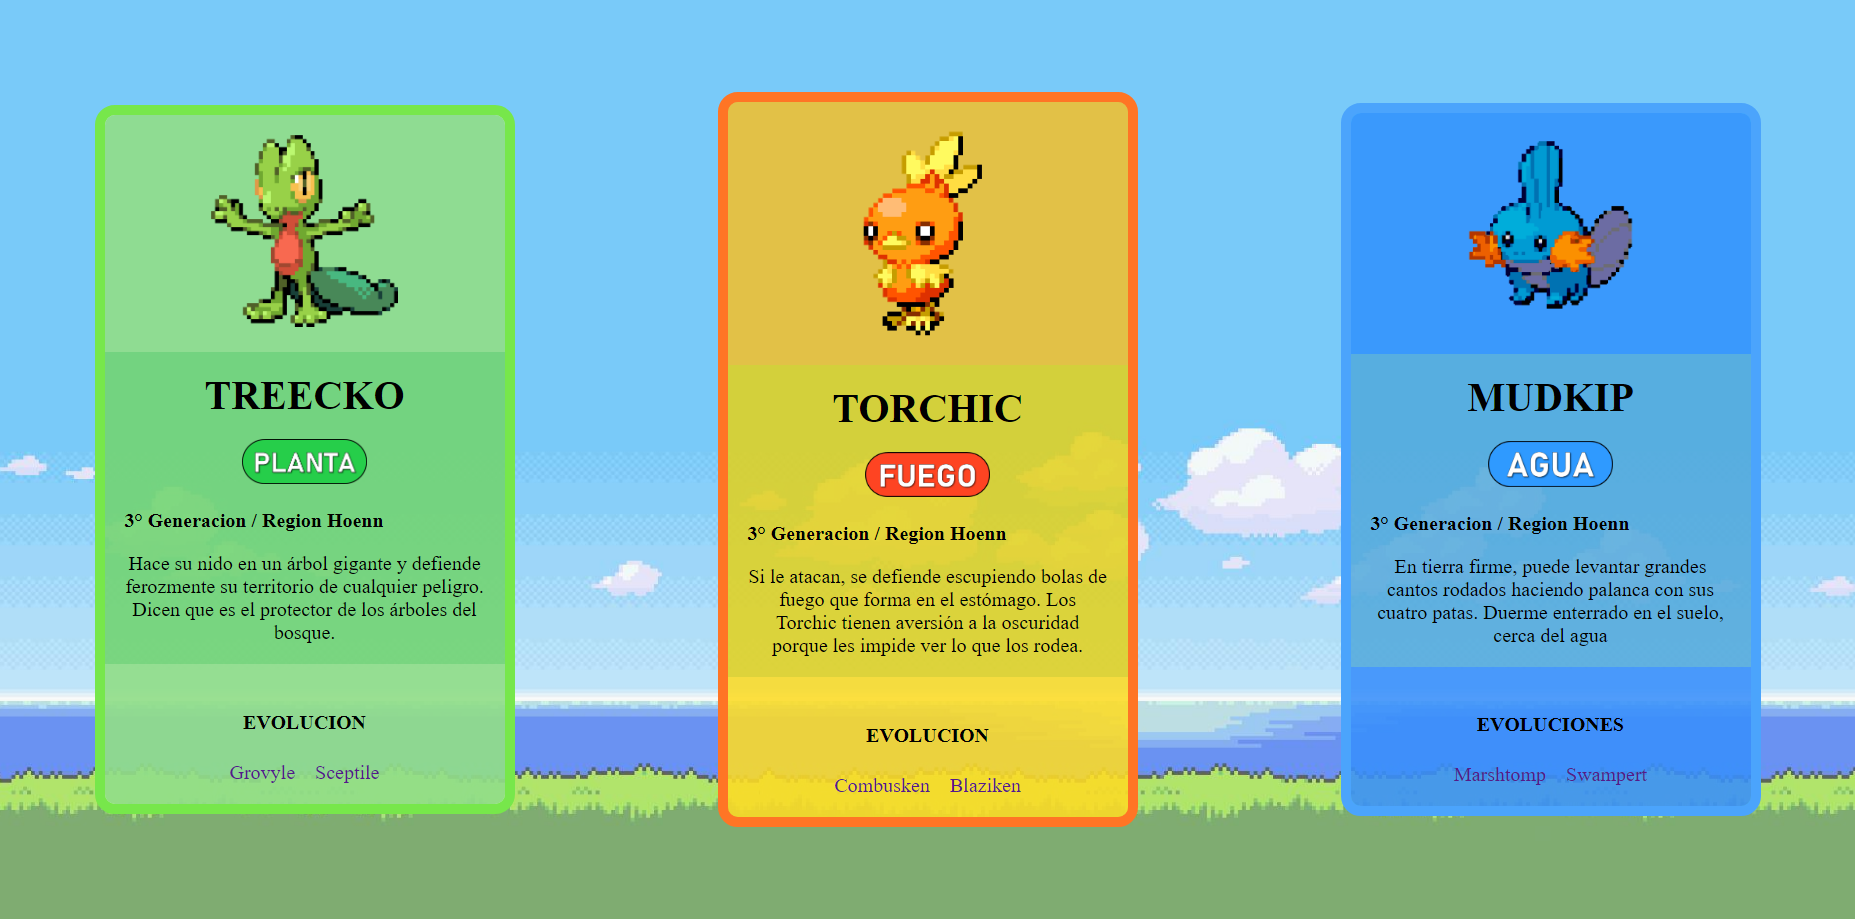 TREECKO
PLANTA
3° Generacion / Region Hoenn
Hace su nido en un árbol gigante y defiende
ferozmente su territorio de cualquier peligro.
Dicen que es el protector de los árboles del
bosque.
EVOLUCION
Grovyle Sceptile
TORCHIC
FUEGO
3° Generacion / Region Hoenn
Si le atacan, se defiende escupiendo bolas de
fuego que forma en el estómago. Los
Torchic tienen aversión a la oscuridad
porque les impide ver lo que los rodea.
EVOLUCION
Combusken Blaziken
MUDKIP
AGUA
3° Generacion / Region Hoenn
En tierra firme, puede levantar grandes
cantos rodados haciendo palanca con sus
cuatro patas. Duerme enterrado en el suelo,
cerca del agua
EVOLUCIONES
Marshtomp Swampert